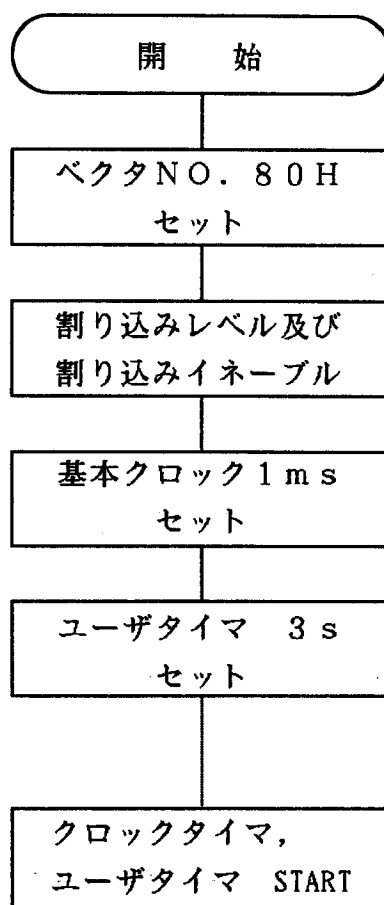 開　始
ベクタＮＯ．８０Ｈ
セット
割り込みレベル及び
割り込みイネーブル
基本クロック１ｍｓ
セット
ユーザタイマ　３ｓ
セット
クロックタイマ，
ユーザタイマ　START